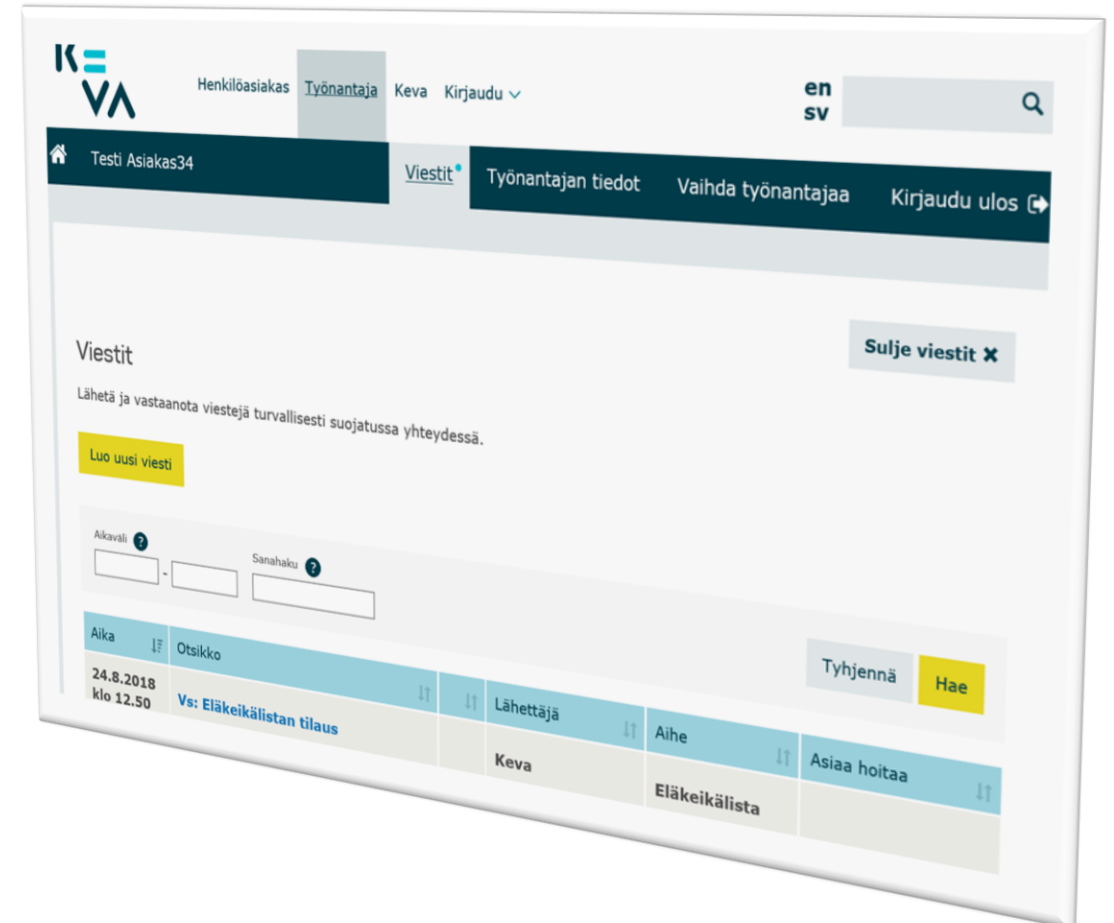 KEVA
Henkilöasiakas Työnantaja Keva Kirjaudu
en
sv
Testi Asiakas34 Viestit Työnantajan tiedot Vaihda työnantajaa Kirjaudu ulos
Sulje viestit ✖
Viestit
Lähetä ja vastaanota viestejä turvallisesti suojatussa yhteydessä.
Luo uusi viesti
Aikaväli ? Sanahaku ?
-
Tyhjennä Hae
Aika Otsikko Lähettäjä Aihe Asiaa hoitaa
24.8.2018
klo 12.50 Vs: Eläkeikälistan tilaus Keva Eläkeikälista